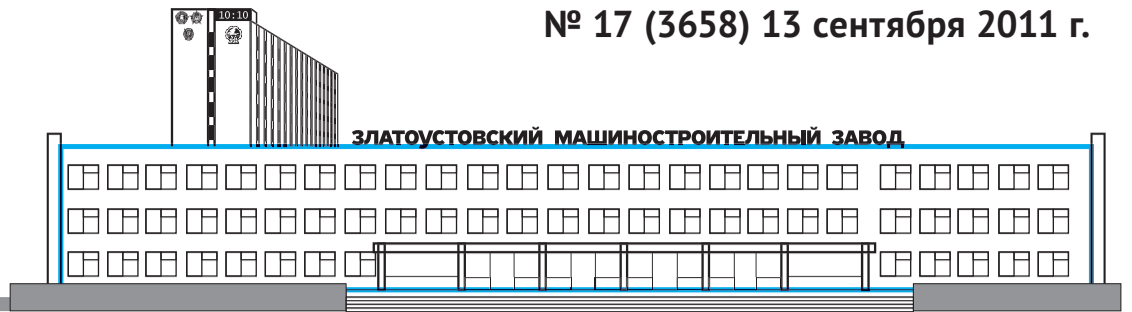 № 17 (3658) 13 сентября 2011 г.
10:10
ЗЛАТОУСТОВСКИЙ МАШИНОСТРОИТЕЛЬНЫЙ ЗАВОД